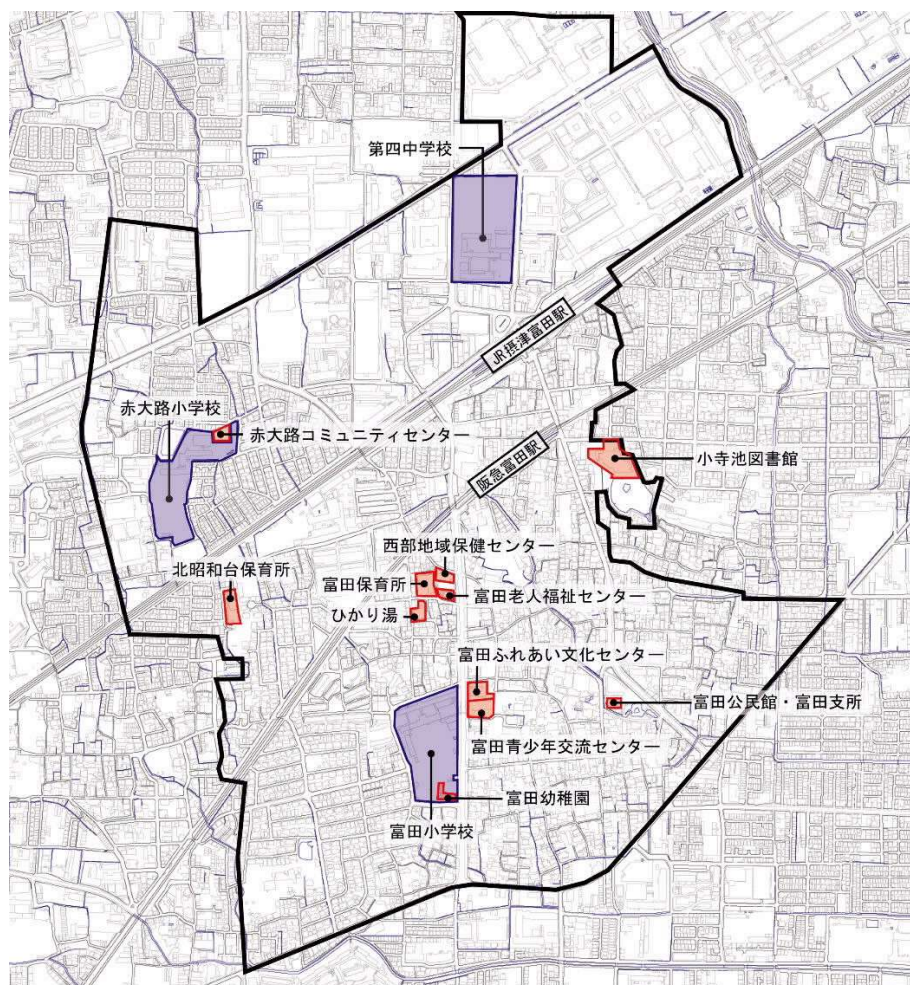 第四中学校
JR摂津富田駅
赤大路小学校
赤大路コミュニティセンター
小寺池図書館
阪急富田駅
西部地域保健センター
北昭和台保育所
富田保育所
富田老人福祉センター
ひかり湯
富田ふれあい文化センター
富田公民館・富田支所
富田青少年交流センター
富田幼稚園
富田小学校